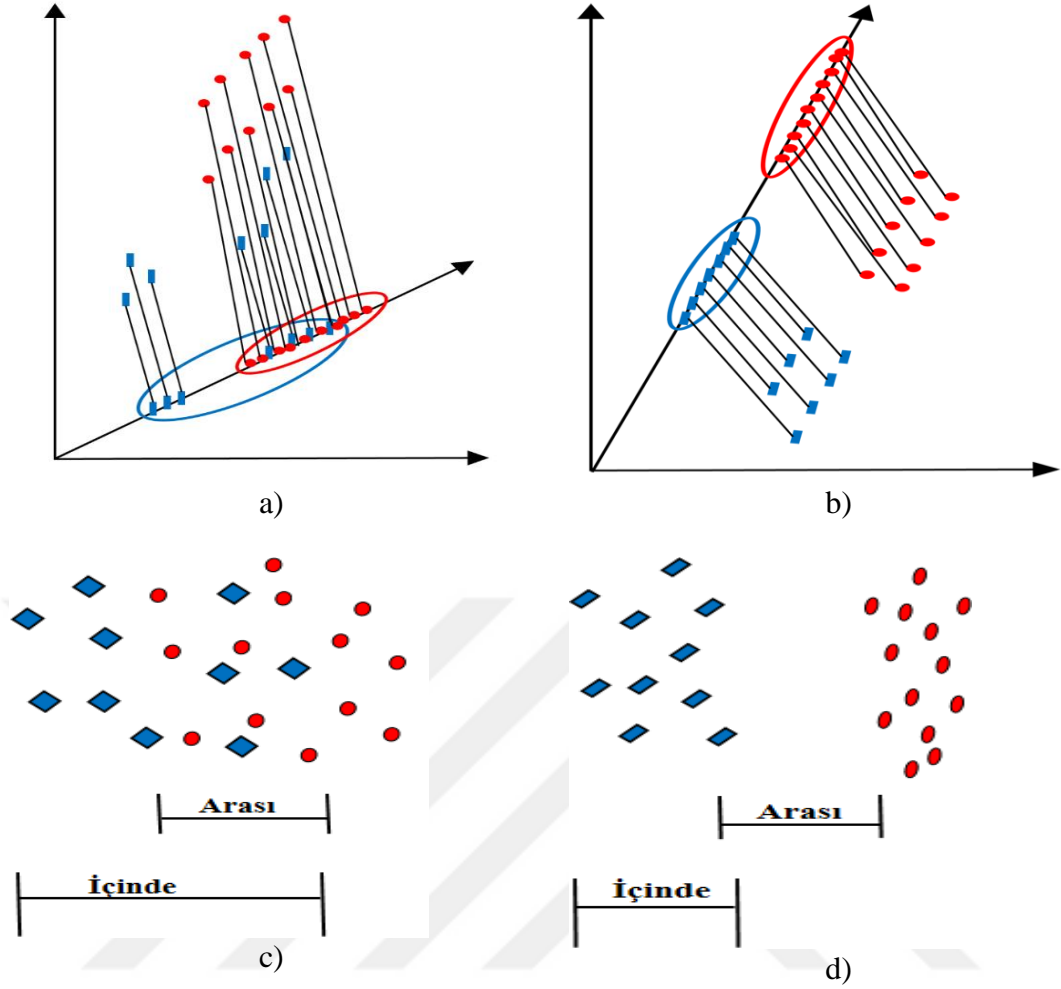 a)
b)
Arası
İçinde
c)
Arası
İçinde
d)